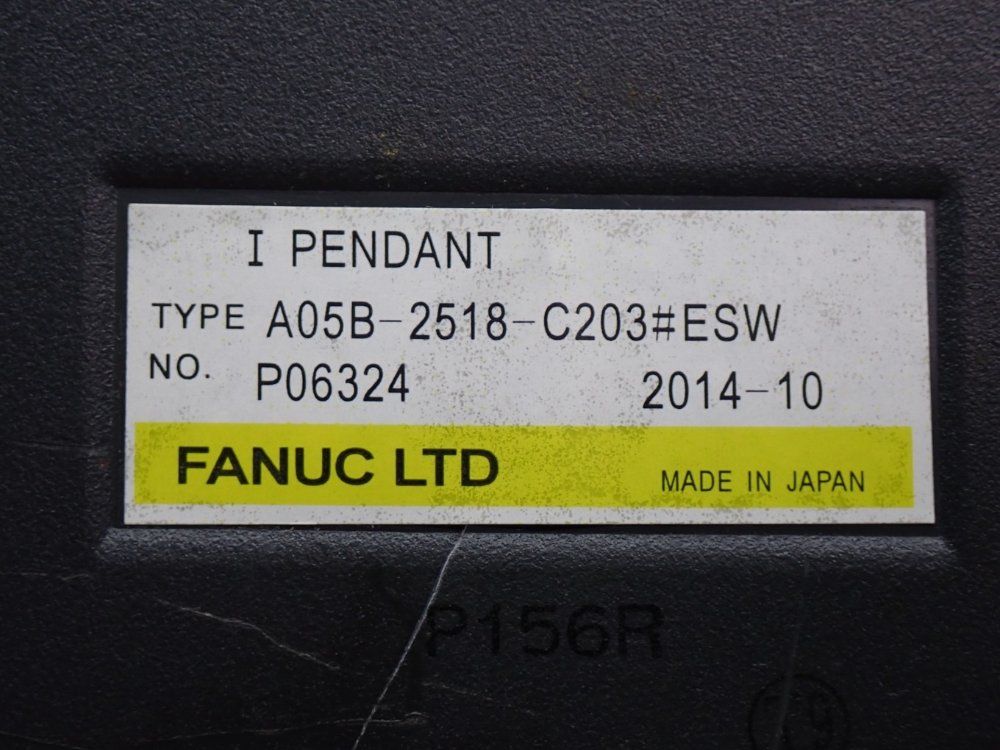 I PENDANT
TYPE A05B-2518-C203#ESW
NO. P06324 2014-10
FANUC LTD MADE IN JAPAN
P156R